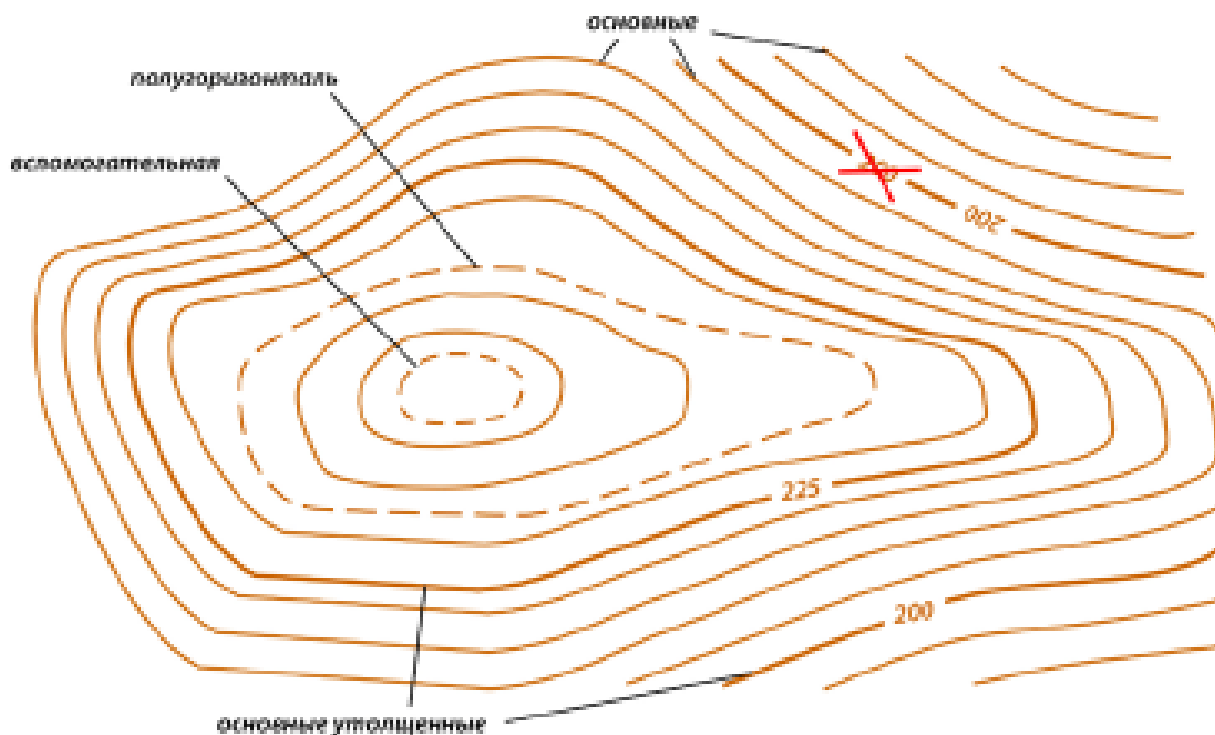 основные
полугоризонталь
вспомогательная
200
225
200
основные утолщенные